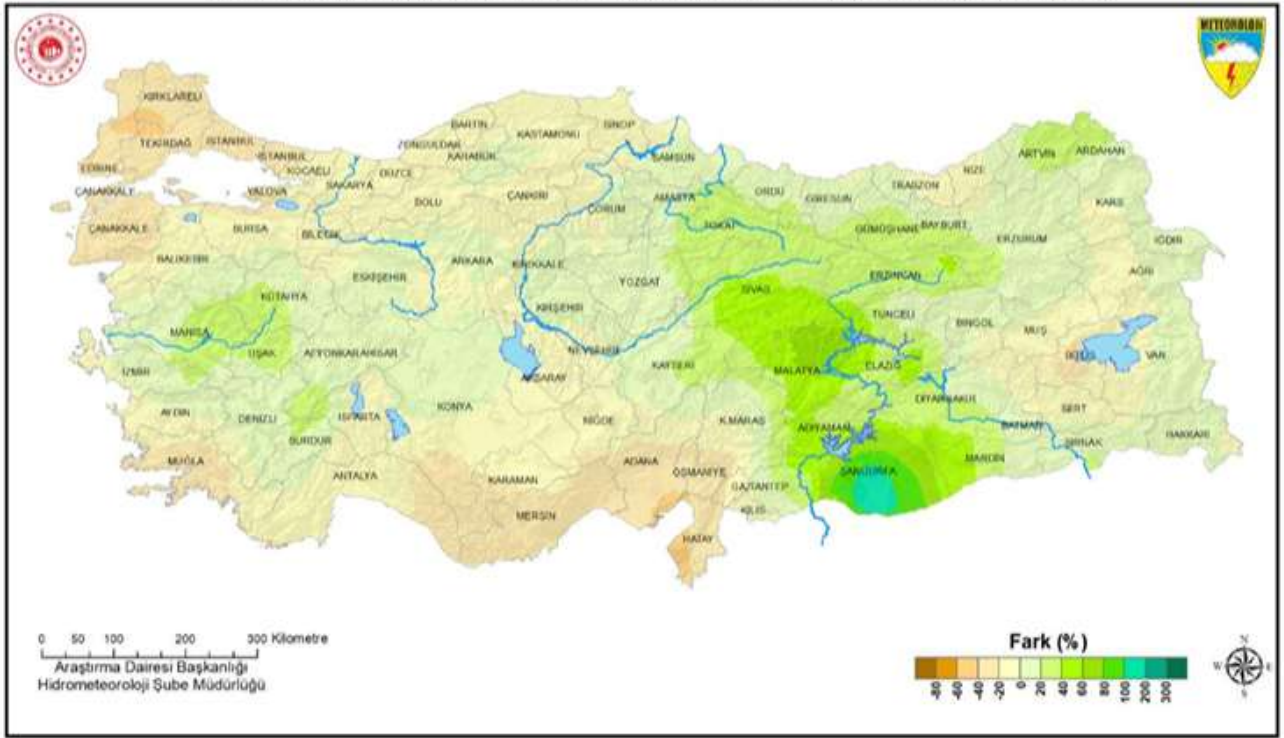 METEOROLOJİ
KIRKLARELİ
TEKİRDAĞ
İSTANBUL
EDİRNE
İSTANBUL
KOCAELİ
YALOVA
SAKARYA
DÜZCE
ZONGULDAK
BARTIN
KARABÜK
KASTAMONU
SİNOP
SAMSUN
ÇANAKKALE
ÇANAKKALE
BALIKESİR
BURSA
BİLECİK
BOLU
ÇANKIRI
ÇORUM
AMASYA
ORDU
GİRESUN
TRABZON
RİZE
ARTVİN
ARDAHAN
KARS
IĞDIR
AĞRI
ERZURUM
BAYBURT
GÜMÜŞHANE
TOKAT
SİVAS
YOZGAT
KIRIKKALE
ANKARA
ESKİŞEHİR
KÜTAHYA
MANİSA
UŞAK
AFYONKARAHİSAR
İZMİR
AYDIN
DENİZLİ
BURDUR
ISPARTA
KONYA
AKSARAY
NEVŞEHİR
KIRŞEHİR
KAYSERİ
NİĞDE
K.MARAŞ
MALATYA
ELAZIĞ
TUNCELİ
ERZİNCAN
BİNGÖL
MUŞ
BİTLİS
VAN
SİİRT
BATMAN
DİYARBAKIR
ŞIRNAK
HAKKARİ
MARDİN
ŞANLIURFA
ADIYAMAN
GAZİANTEP
KİLİS
OSMANİYE
ADANA
HATAY
MERSİN
KARAMAN
ANTALYA
MUĞLA
0 50 100 200 300 Kilometre
Araştırma Dairesi Başkanlığı
Hidrometeoroloji Şube Müdürlüğü
Fark (%)
-80 -60 -40 -20 0 20 40 60 80 100 200 300
N
W E
S